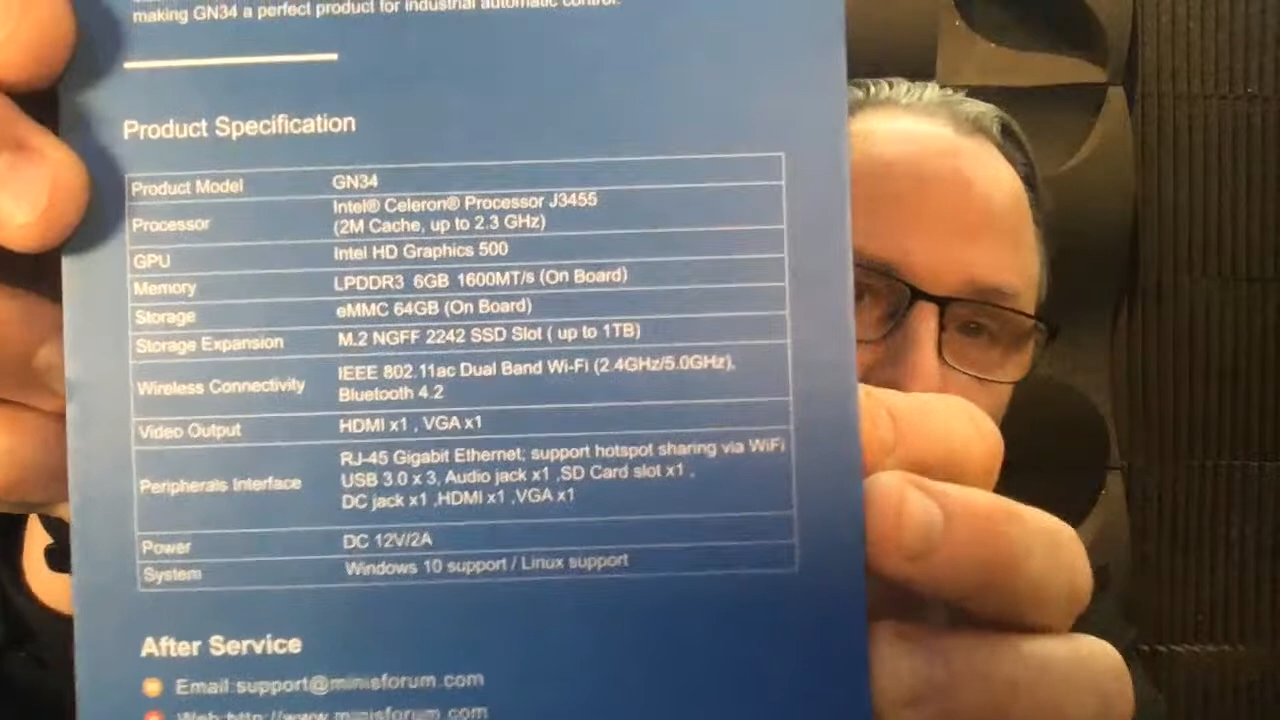 making GN34 a perfect product for industrial automatic control.
Product Specification
Product Model GN34
Processor Intel® Celeron® Processor J3455
(2M Cache, up to 2.3 GHz)
GPU Intel HD Graphics 500
Memory LPDDR3 6GB 1600MT/s (On Board)
Storage eMMC 64GB (On Board)
Storage Expansion M.2 NGFF 2242 SSD Slot ( up to 1TB)
Wireless Connectivity IEEE 802.11ac Dual Band Wi-Fi (2.4GHz/5.0GHz),
Bluetooth 4.2
Video Output HDMI x1 , VGA x1
Peripherals Interface RJ-45 Gigabit Ethernet; support hotspot sharing via WiFi
USB 3.0 x 3, Audio jack x1 ,SD Card slot x1 ,
DC jack x1 ,HDMI x1 ,VGA x1
Power DC 12V/2A
System Windows 10 support / Linux support
After Service
Email:support@minisforum.com
Web:http://www.minisforum.com